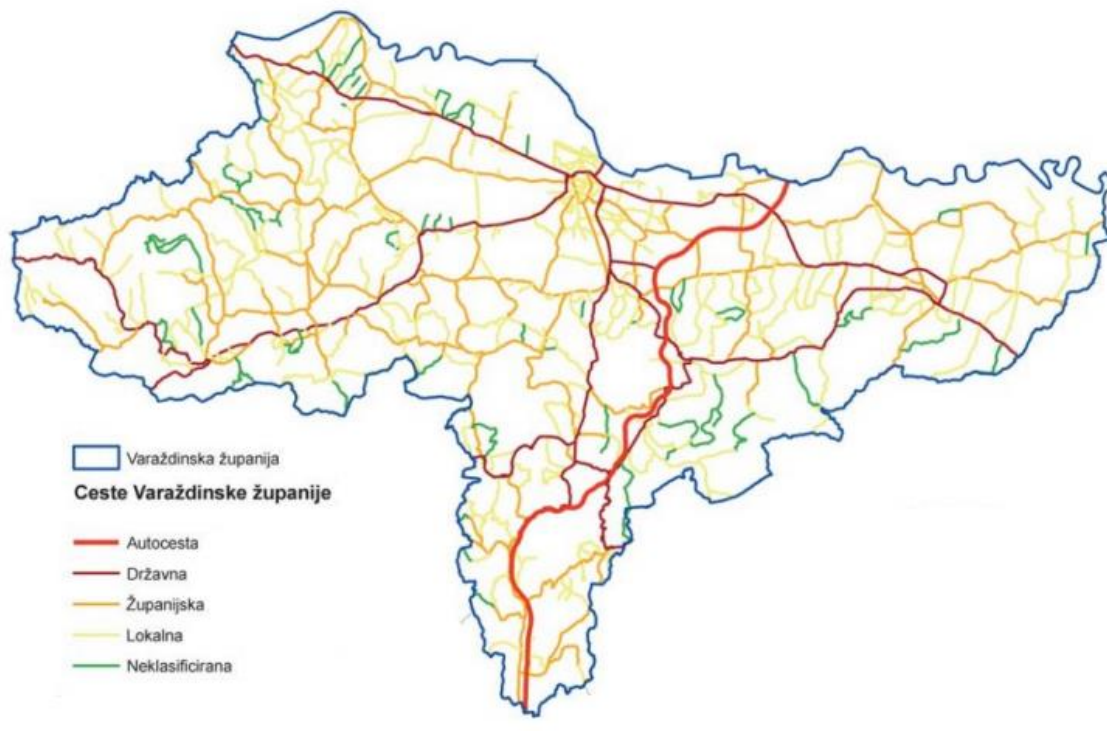 Varaždinska županija
Ceste Varaždinske županije
Autocesta
Državna
Županijska
Lokalna
Neklasificirana